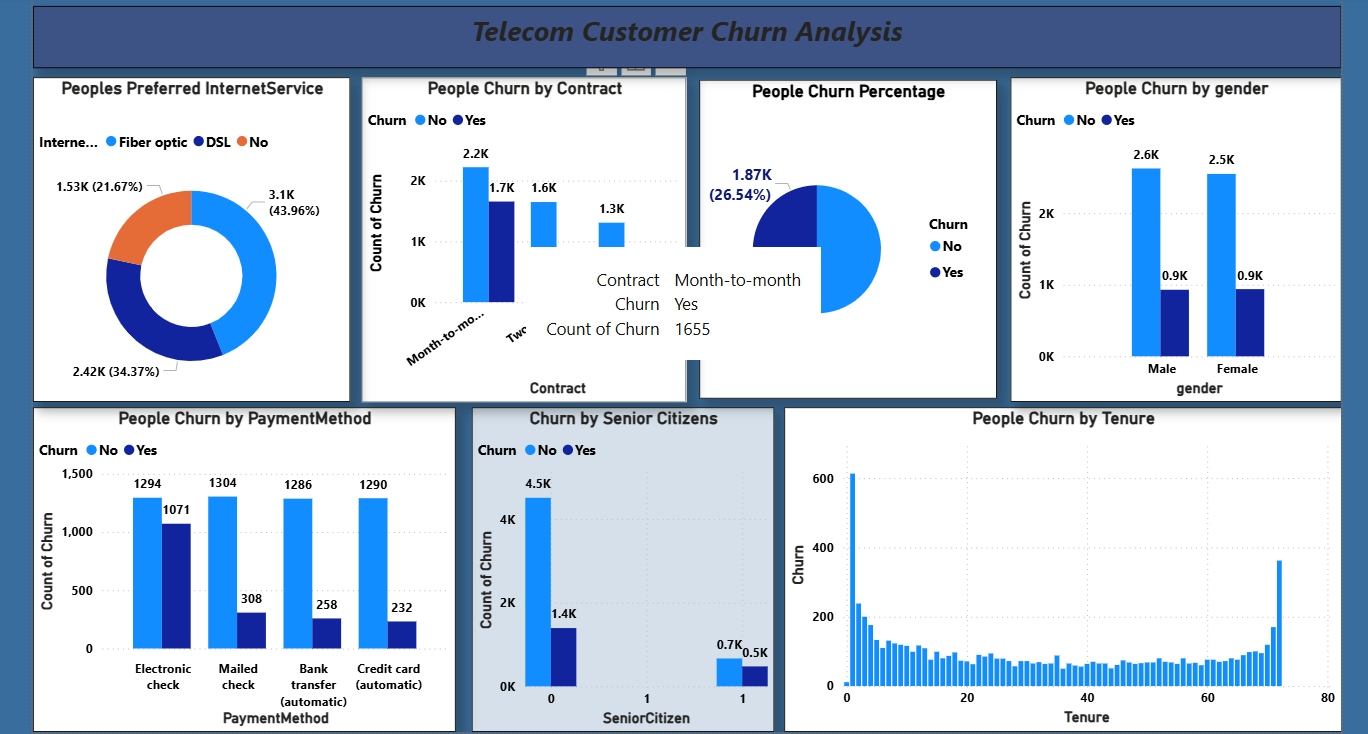 Telecom Customer Churn Analysis
Peoples Preferred InternetService
Interne... Fiber optic DSL No
1.53K (21.67%)
3.1K
(43.96%)
2.42K (34.37%)
People Churn by Contract
Churn No Yes
Count of Churn
2K
1K
0K
2.2K
1.7K
1.6K
1.3K
Month-to-mo...
Two
Contract
Contract Month-to-month
Churn Yes
Count of Churn 1655
People Churn Percentage
1.87K
(26.54%)
Churn
No
Yes
People Churn by gender
Churn No Yes
Count of Churn
2K
1K
0K
2.6K
0.9K
2.5K
0.9K
Male Female
gender
People Churn by PaymentMethod
Churn No Yes
Count of Churn
1,500
1,000
500
0
1294
1071
1304
308
1286
258
1290
232
Electronic
check
Mailed
check
Bank
transfer
(automatic)
Credit card
(automatic)
PaymentMethod
Churn by Senior Citizens
Churn No Yes
Count of Churn
4K
2K
0K
4.5K
1.4K
0.7K
0.5K
0 1 1
SeniorCitizen
People Churn by Tenure
Churn
600
400
200
0
0 20 40 60 80
Tenure